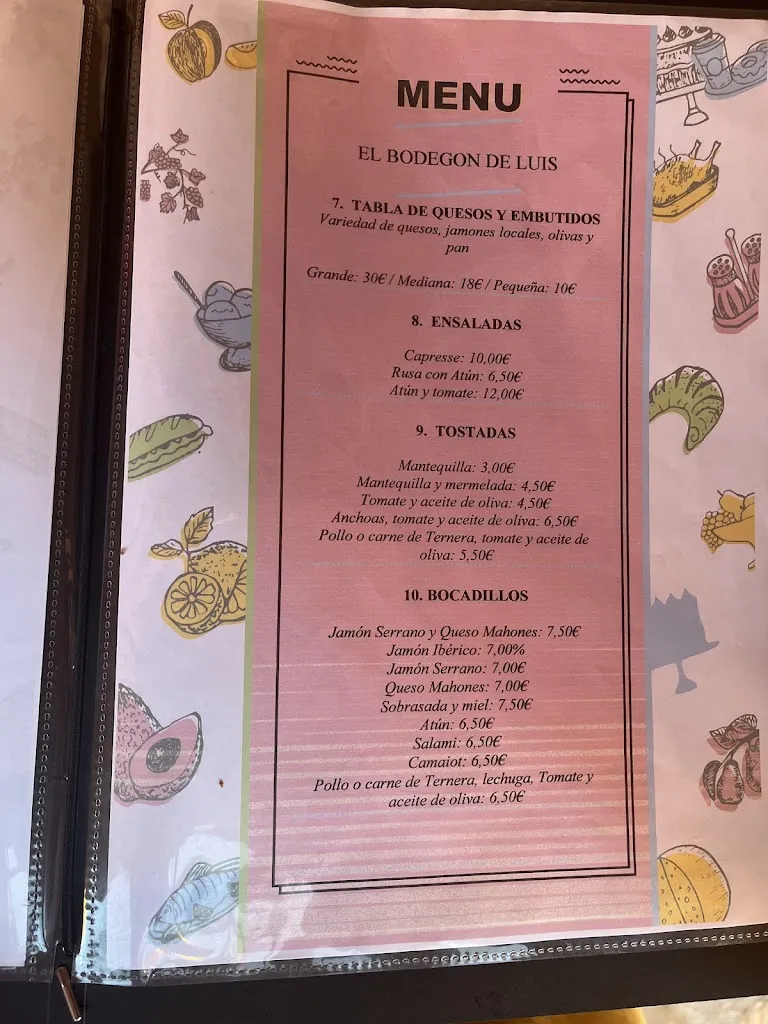 MENU
EL BODEGON DE LUIS
7. TABLA DE QUESOS Y EMBUTIDOS
Variedad de quesos, jamones locales, olivas y
pan
Grande: 30€ / Mediana: 18€ / Pequeña: 10€
8. ENSALADAS
Capresse: 10,00€
Rusa con Atún: 6,50€
Atún y tomate: 12,00€
9. TOSTADAS
Mantequilla: 3,00€
Mantequilla y mermelada: 4,50€
Tomate y aceite de oliva: 4,50€
Anchoas, tomate y aceite de oliva: 6,50€
Pollo o carne de Ternera, tomate y aceite de
oliva: 5,50€
10. BOCADILLOS
Jamón Serrano y Queso Mahones: 7,50€
Jamón Ibérico: 7,00%
Jamón Serrano: 7,00€
Queso Mahones: 7,00€
Sobrasada y miel: 7,50€
Atún: 6,50€
Salami: 6,50€
Camaiot: 6,50€
Pollo o carne de Ternera, lechuga, Tomate y
aceite de oliva: 6,50€